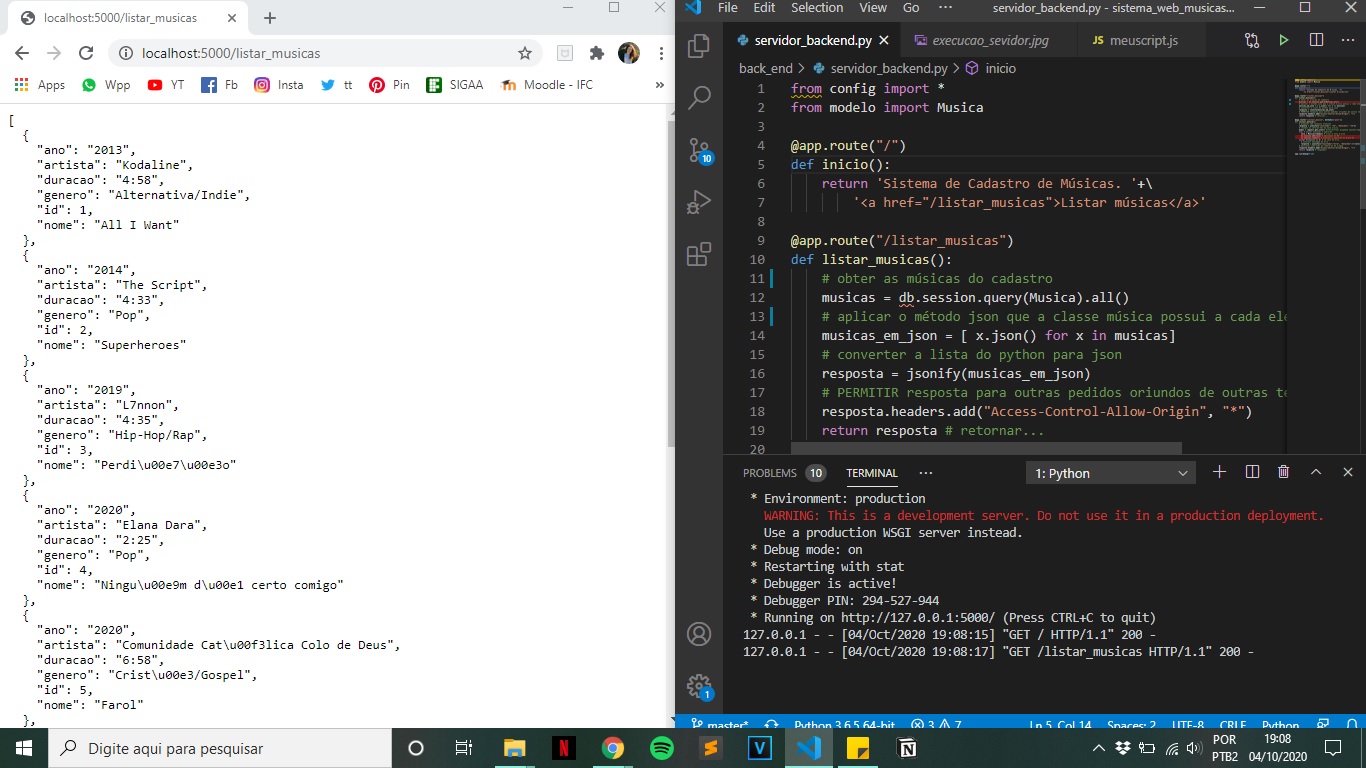 localhost:5000/listar_musicas
localhost:5000/listar_musicas
Apps Wpp YT Fb Insta tt Pin SIGAA Moodle - IFC »
[
{
"ano": "2013",
"artista": "Kodaline",
"duracao": "4:58",
"genero": "Alternativa/Indie",
"id": 1,
"nome": "All I Want"
},
{
"ano": "2014",
"artista": "The Script",
"duracao": "4:33",
"genero": "Pop",
"id": 2,
"nome": "Superheroes"
},
{
"ano": "2019",
"artista": "L7nnon",
"duracao": "4:35",
"genero": "Hip-Hop/Rap",
"id": 3,
"nome": "Perdi\u00e7\u00e3o"
},
{
"ano": "2020",
"artista": "Elana Dara",
"duracao": "2:25",
"genero": "Pop",
"id": 4,
"nome": "Ningu\u00e9m d\u00e1 certo comigo"
},
{
"ano": "2020",
"artista": "Comunidade Cat\u00f3lica Colo de Deus",
"duracao": "6:58",
"genero": "Crist\u00e3/Gospel",
"id": 5,
"nome": "Farol"
},
File Edit Selection View Go ··· servidor_backend.py - sistema_web_musicas...
servidor_backend.py execucao_sevidor.jpg JS meuscript.js
back_end > servidor_backend.py > inicio
1 from config import *
2 from modelo import Musica
3
4 @app.route("/")
5 def inicio():
6 return 'Sistema de Cadastro de Músicas. '+\
7 '<a href="/listar_musicas">Listar músicas</a>'
8
9 @app.route("/listar_musicas")
10 def listar_musicas():
11 # obter as músicas do cadastro
12 musicas = db.session.query(Musica).all()
13 # aplicar o método json que a classe música possui a cada ele
14 musicas_em_json = [ x.json() for x in musicas]
15 # converter a lista do python para json
16 resposta = jsonify(musicas_em_json)
17 # PERMITIR resposta para outras pedidos oriundos de outras te
18 resposta.headers.add("Access-Control-Allow-Origin", "*")
19 return resposta # retornar...
20
10
1
PROBLEMS 10 TERMINAL ··· 1: Python
* Environment: production
WARNING: This is a development server. Do not use it in a production deployment.
Use a production WSGI server instead.
* Debug mode: on
* Restarting with stat
* Debugger is active!
* Debugger PIN: 294-527-944
* Running on http://127.0.0.1:5000/ (Press CTRL+C to quit)
127.0.0.1 - - [04/Oct/2020 19:08:15] "GET / HTTP/1.1" 200 -
127.0.0.1 - - [04/Oct/2020 19:08:17] "GET /listar_musicas HTTP/1.1" 200 -
master* Python 3.6.5 64-bit 3 7 Ln 5, Col 14 Spaces: 2 UTF-8 CRLF Python
Digite aqui para pesquisar
POR
PTB2
19:08
04/10/2020